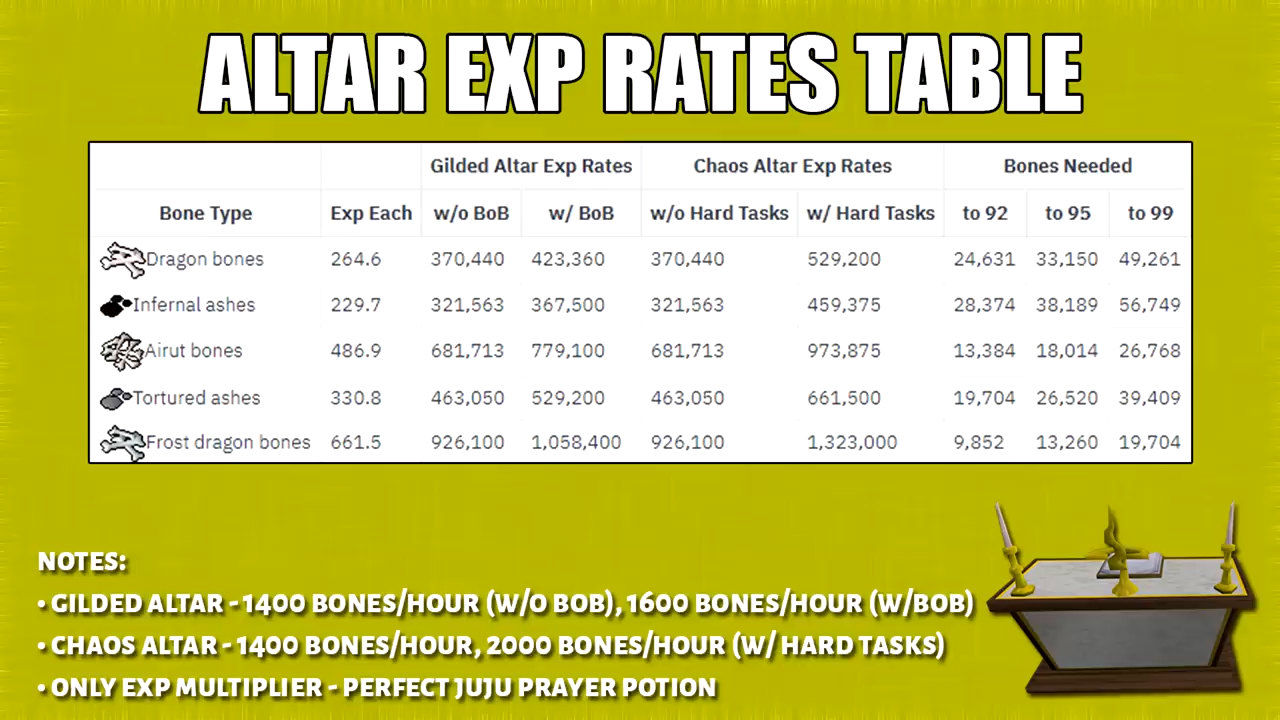 ALTAR EXP RATES TABLE
Gilded Altar Exp Rates Chaos Altar Exp Rates Bones Needed
Bone Type Exp Each w/o BoB w/ BoB w/o Hard Tasks w/ Hard Tasks to 92 to 95 to 99
Dragon bones 264.6 370,440 423,360 370,440 529,200 24,631 33,150 49,261
Infernal ashes 229.7 321,563 367,500 321,563 459,375 28,374 38,189 56,749
Airut bones 486.9 681,713 779,100 681,713 973,875 13,384 18,014 26,768
Tortured ashes 330.8 463,050 529,200 463,050 661,500 19,704 26,520 39,409
Frost dragon bones 661.5 926,100 1,058,400 926,100 1,323,000 9,852 13,260 19,704
NOTES:
• GILDED ALTAR - 1400 BONES/HOUR (W/O BOB), 1600 BONES/HOUR (W/BOB)
• CHAOS ALTAR - 1400 BONES/HOUR, 2000 BONES/HOUR (W/ HARD TASKS)
• ONLY EXP MULTIPLIER - PERFECT JUJU PRAYER POTION